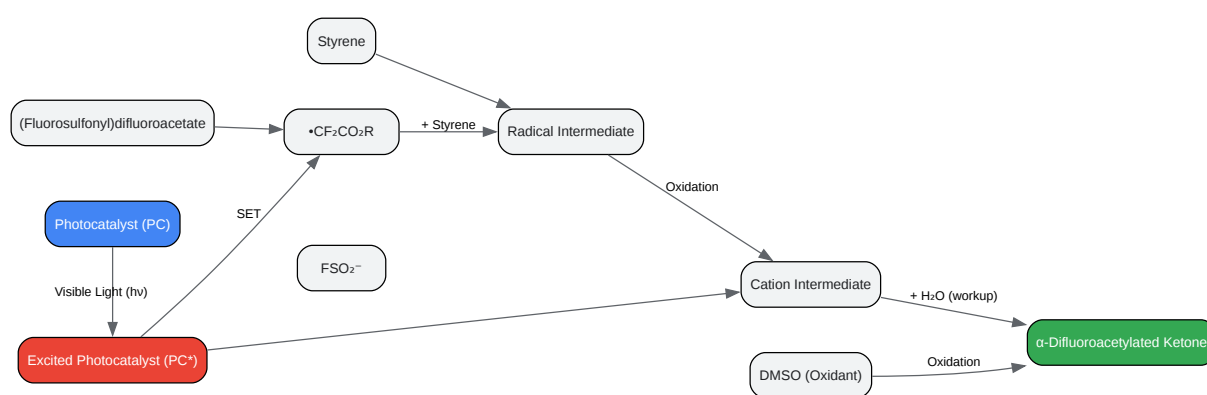 Styrene
(Fluorosulfonyl)difluoroacetate
•CF₂CO₂R
+ Styrene
Radical Intermediate
Oxidation
Photocatalyst (PC)
SET
FSO₂⁻
Visible Light (hν)
Cation Intermediate
+ H₂O (workup)
Excited Photocatalyst (PC*)
α-Difluoroacetylated Ketone
Oxidation
DMSO (Oxidant)